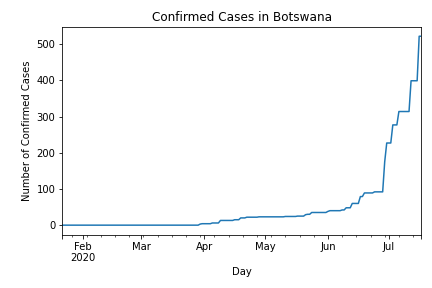 Confirmed Cases in Botswana
Number of Confirmed Cases
500
400
300
200
100
0
Feb
2020
Mar
Apr
May
Jun
Jul
Day